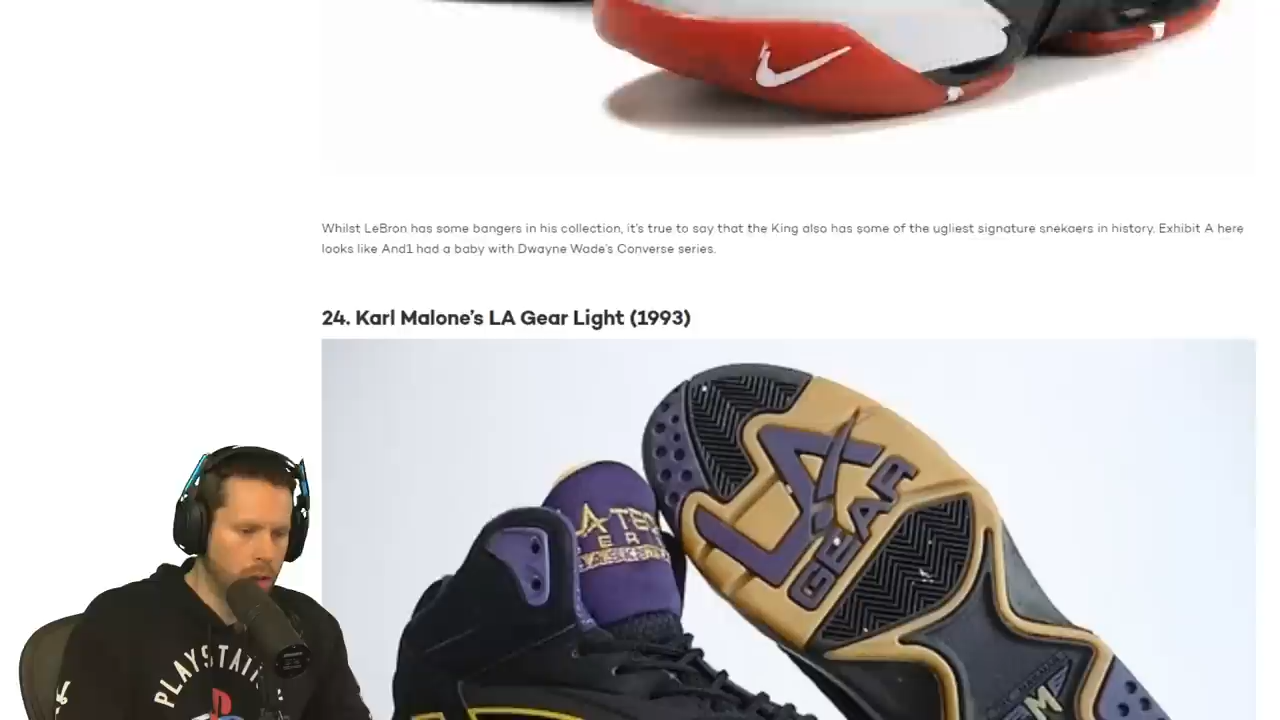 Whilst LeBron has some bangers in his collection, it's true to say that the King also has some of the ugliest signature snekaers in history. Exhibit A here
looks like And1 had a baby with Dwayne Wade's Converse series.
24. Karl Malone's LA Gear Light (1993)
LA
GEAR
PLAYSTATI
M